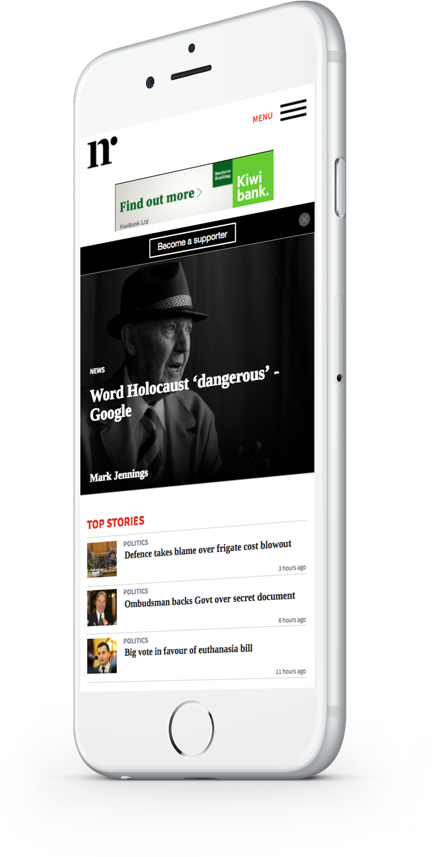 nr
MENU
Find out more >
Business Banking.
Kiwi
bank.
Kiwibank Ltd
Become a supporter
NEWS
Word Holocaust ‘dangerous’ -
Google
Mark Jennings
TOP STORIES
POLITICS
Defence takes blame over frigate cost blowout
3 hours ago
POLITICS
Ombudsman backs Govt over secret document
6 hours ago
POLITICS
Big vote in favour of euthanasia bill
11 hours ago